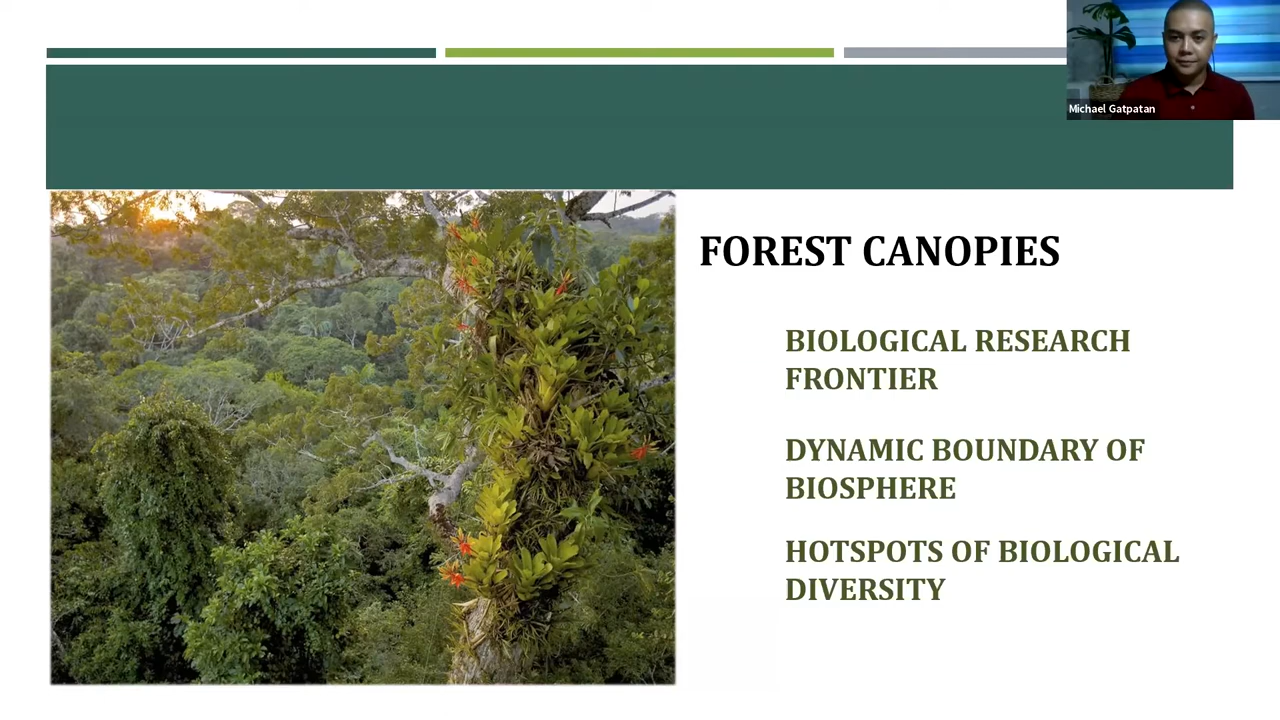 Michael Gatpatan
FOREST CANOPIES
BIOLOGICAL RESEARCH
FRONTIER
DYNAMIC BOUNDARY OF
BIOSPHERE
HOTSPOTS OF BIOLOGICAL
DIVERSITY